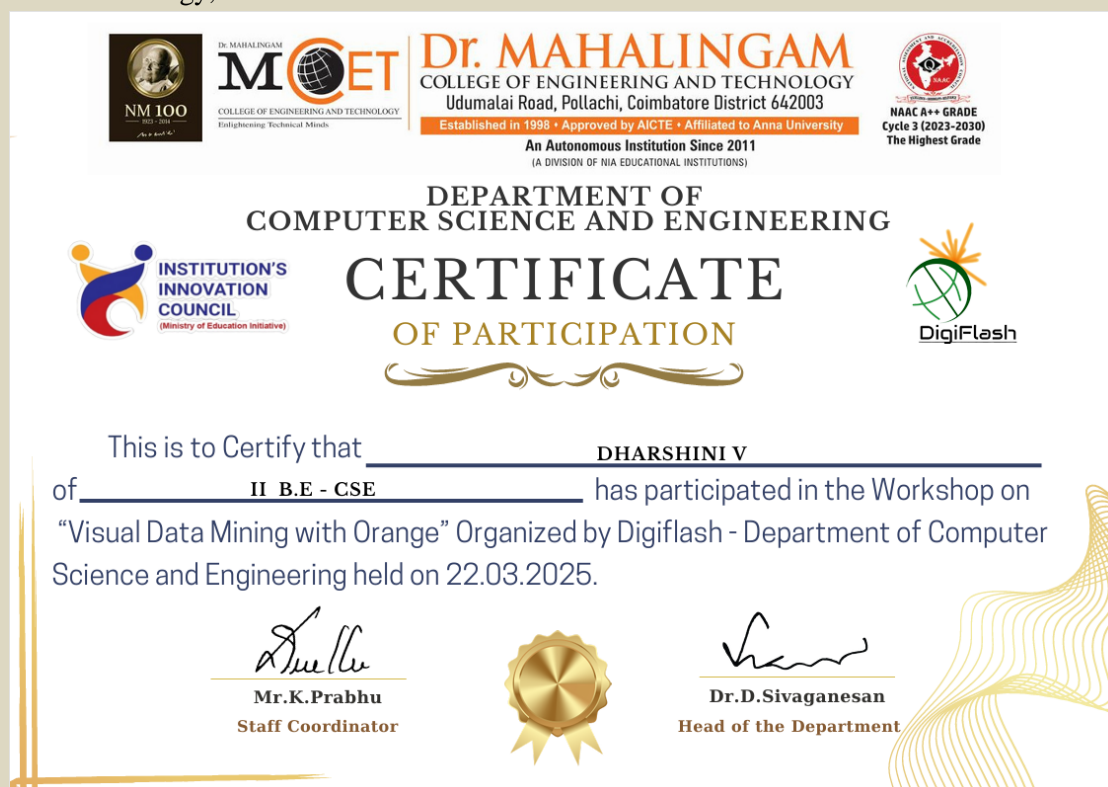 Dr. MAHALINGAM
MCET
COLLEGE OF ENGINEERING AND TECHNOLOGY
Enlightening Technical Minds
NM 100
1923 - 2014
Dr. MAHALINGAM
COLLEGE OF ENGINEERING AND TECHNOLOGY
Udumalai Road, Pollachi, Coimbatore District 642003
Established in 1998 • Approved by AICTE • Affiliated to Anna University
An Autonomous Institution Since 2011
(A DIVISION OF NIA EDUCATIONAL INSTITUTIONS)
NAAC
NAAC A++ GRADE
Cycle 3 (2023-2030)
The Highest Grade
DEPARTMENT OF
COMPUTER SCIENCE AND ENGINEERING
INSTITUTION'S
INNOVATION
COUNCIL
(Ministry of Education Initiative)
CERTIFICATE
OF PARTICIPATION
DigiFlash
This is to Certify that DHARSHINI V
of II B.E - CSE has participated in the Workshop on
“Visual Data Mining with Orange” Organized by Digiflash - Department of Computer
Science and Engineering held on 22.03.2025.
Mr.K.Prabhu
Staff Coordinator
Dr.D.Sivaganesan
Head of the Department